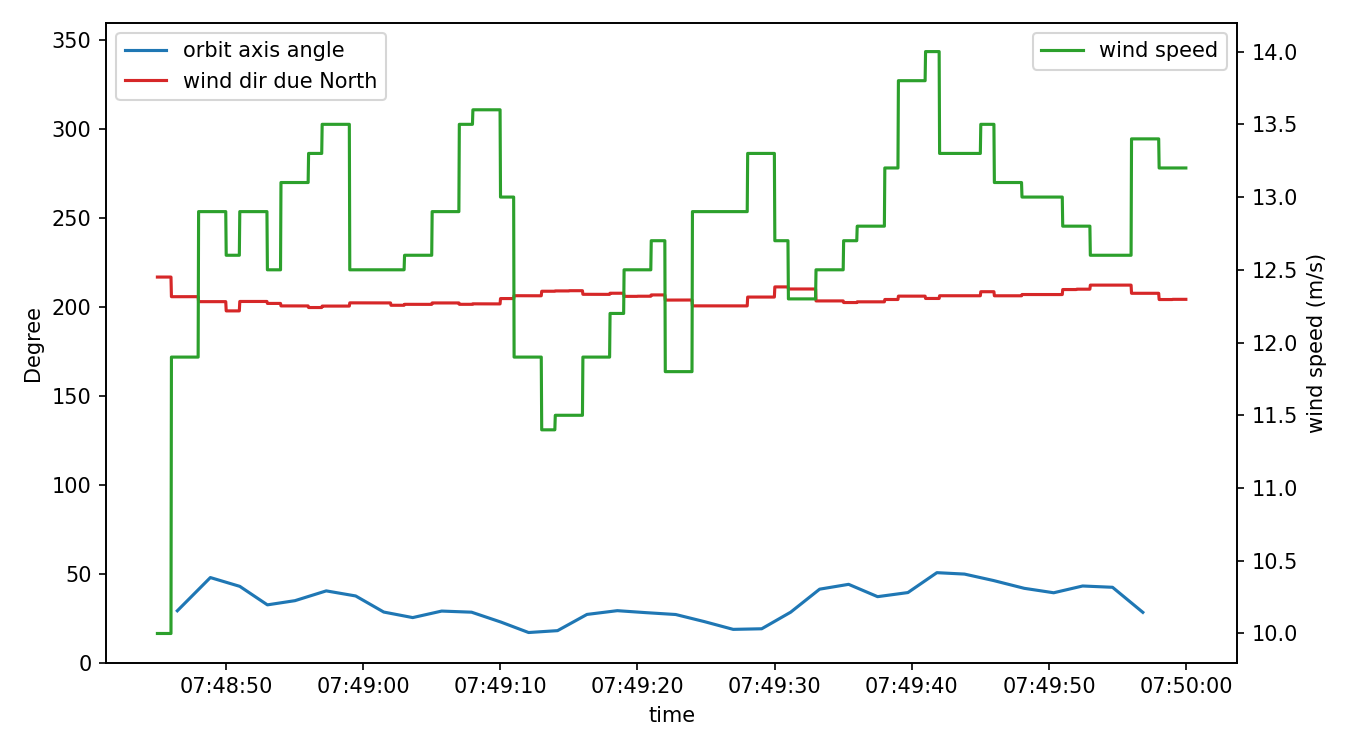 orbit axis angle
wind dir due North
wind speed
350
300
250
200
150
100
50
0
Degree
14.0
13.5
13.0
12.5
12.0
11.5
11.0
10.5
10.0
wind speed (m/s)
07:48:50 07:49:00 07:49:10 07:49:20 07:49:30 07:49:40 07:49:50 07:50:00
time